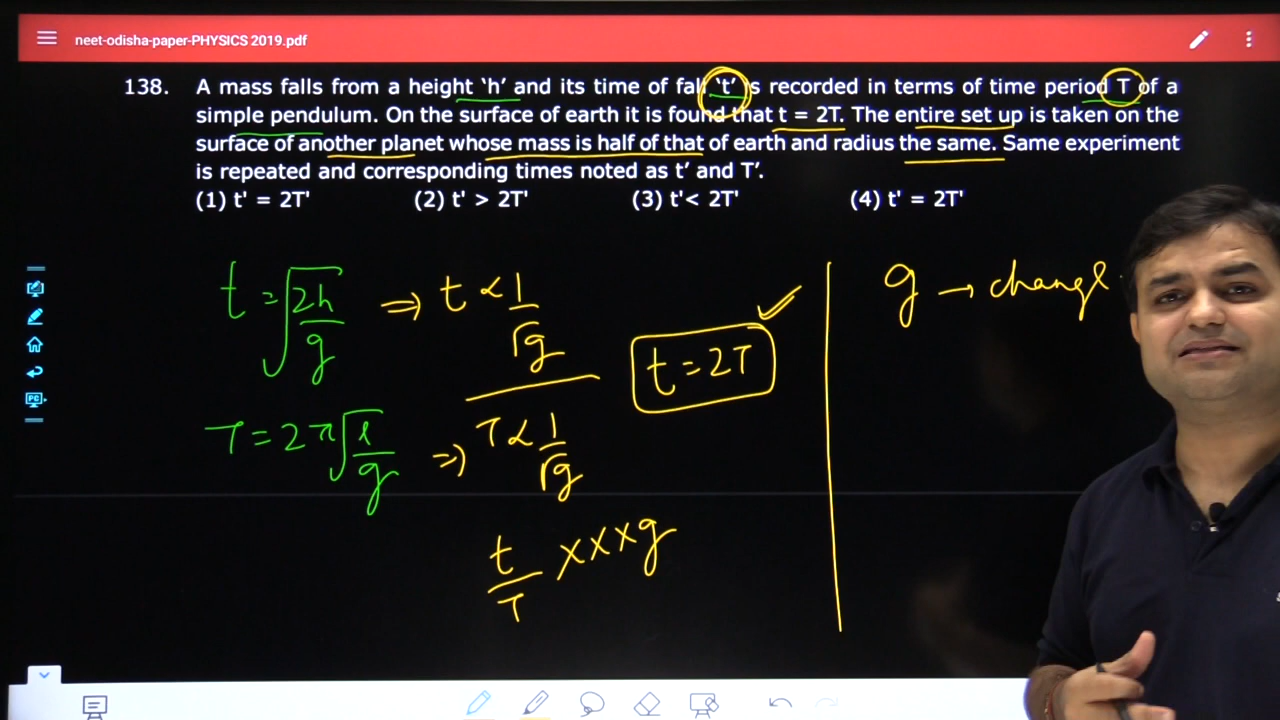 neet-odisha-paper-PHYSICS 2019.pdf
138. A mass falls from a height ‘h’ and its time of fall ‘t’ is recorded in terms of time period T of a
simple pendulum. On the surface of earth it is found that t = 2T. The entire set up is taken on the
surface of another planet whose mass is half of that of earth and radius the same. Same experiment
is repeated and corresponding times noted as t’ and T’.
(1) t' = 2T' (2) t' > 2T' (3) t'< 2T' (4) t' = 2T'
t = √2h/g ⇒ t ∝ 1/√g
t = 2T
g → change
T = 2π√l/g ⇒ T ∝ 1/√g
t/T xxx g
PC